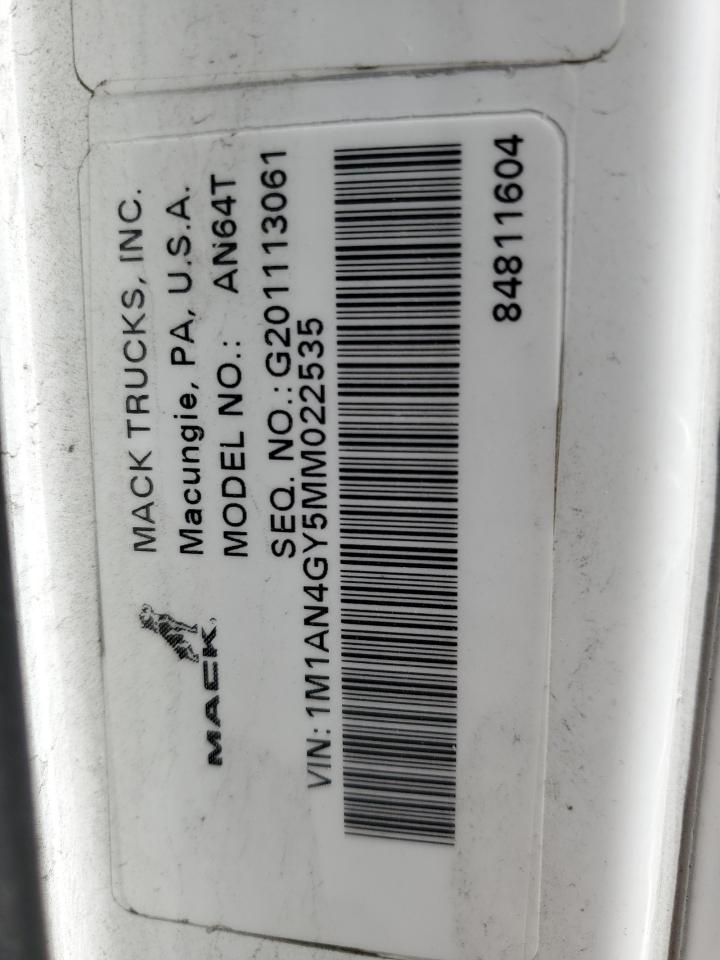 MACK TRUCKS, INC.
Macungie, PA, U.S.A.
MODEL NO.: AN64T
MACK
SEQ. NO.: G201113061
VIN: 1M1AN4GY5MM022535
84811604